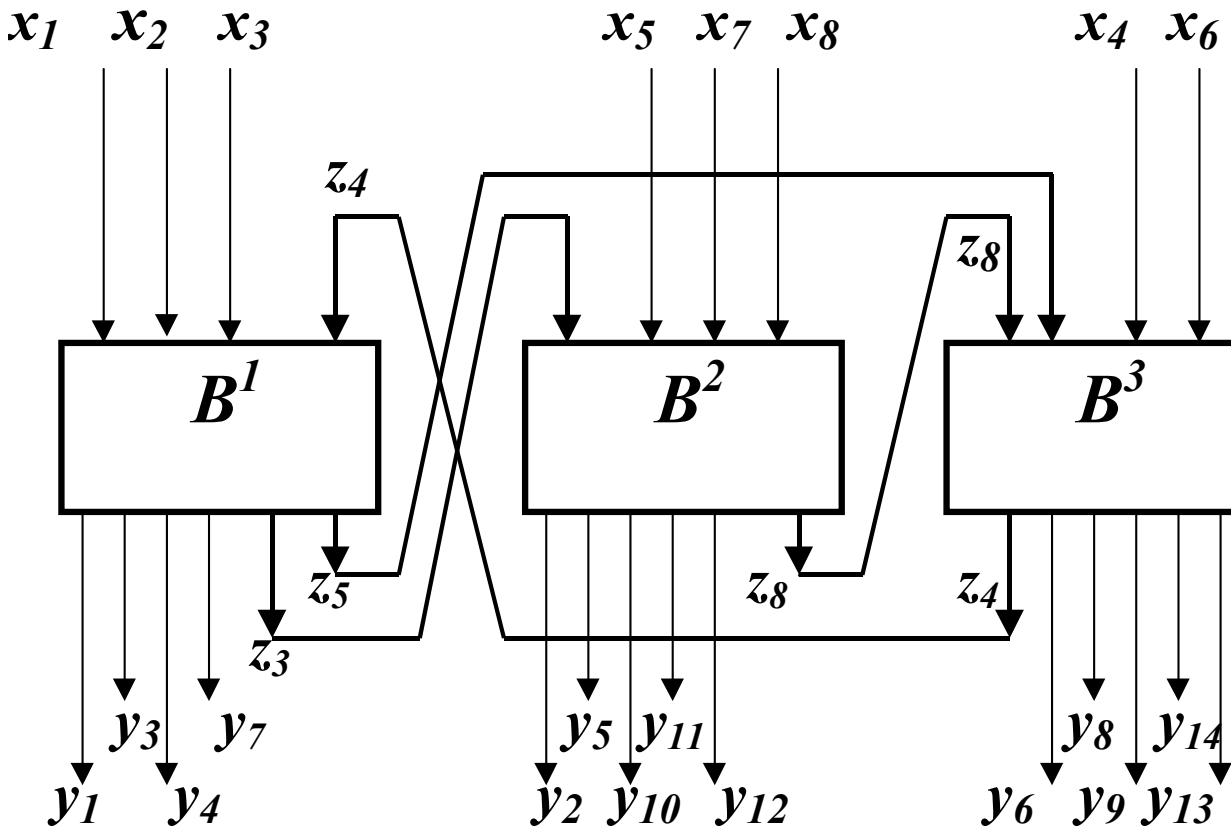 x1 x2 x3 x5 x7 x8 x4 x6
z4
z8
B1 B2 B3
z5 z8 z4
z3
y3 y7 y5 y11 y8 y14
y1 y4 y2 y10 y12 y6 y9 y13